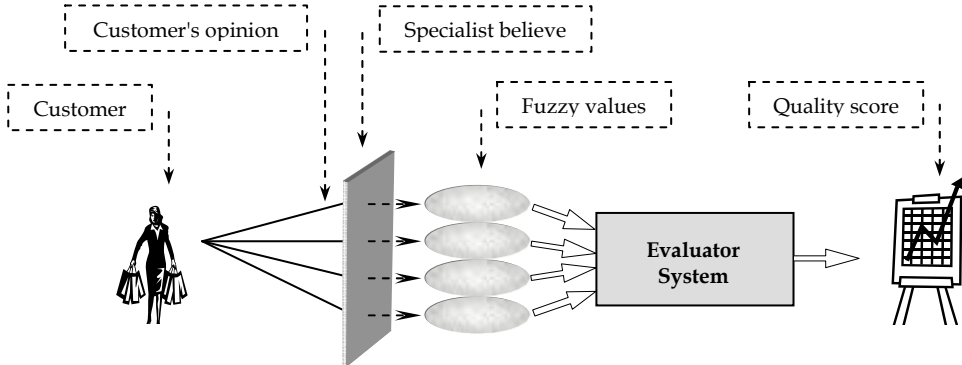 Customer's opinion
Specialist believe
Customer
Fuzzy values
Quality score
Evaluator
System